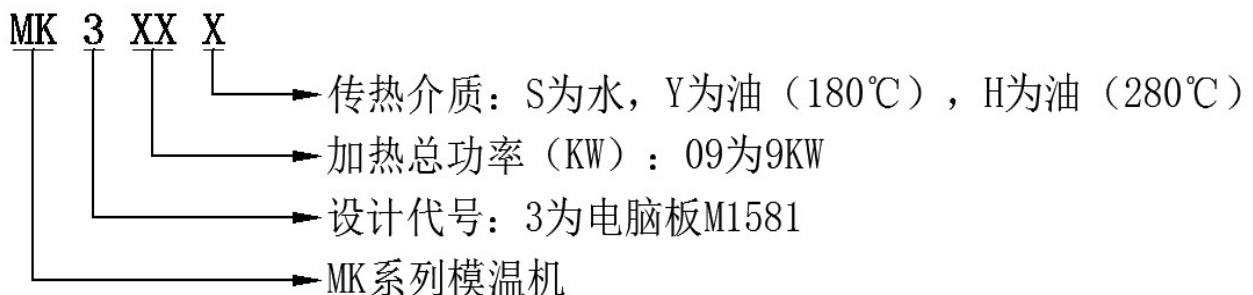 MK 3 XX X
传热介质：S为水，Y为油（180℃），H为油（280℃）
加热总功率（KW）：09为9KW
设计代号：3为电脑板M1581
MK系列模温机